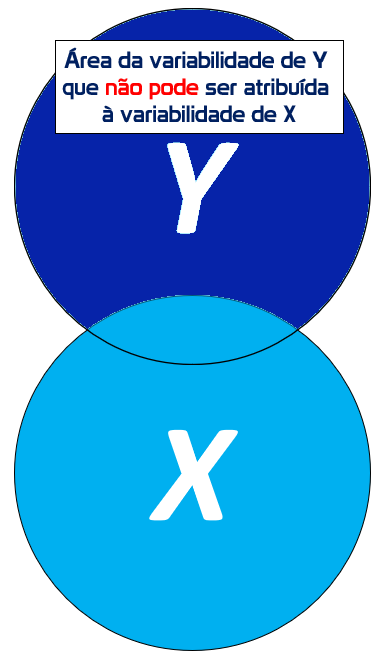 Área da variabilidade de Y
que não pode ser atribuída
à variabilidade de X
Y
X